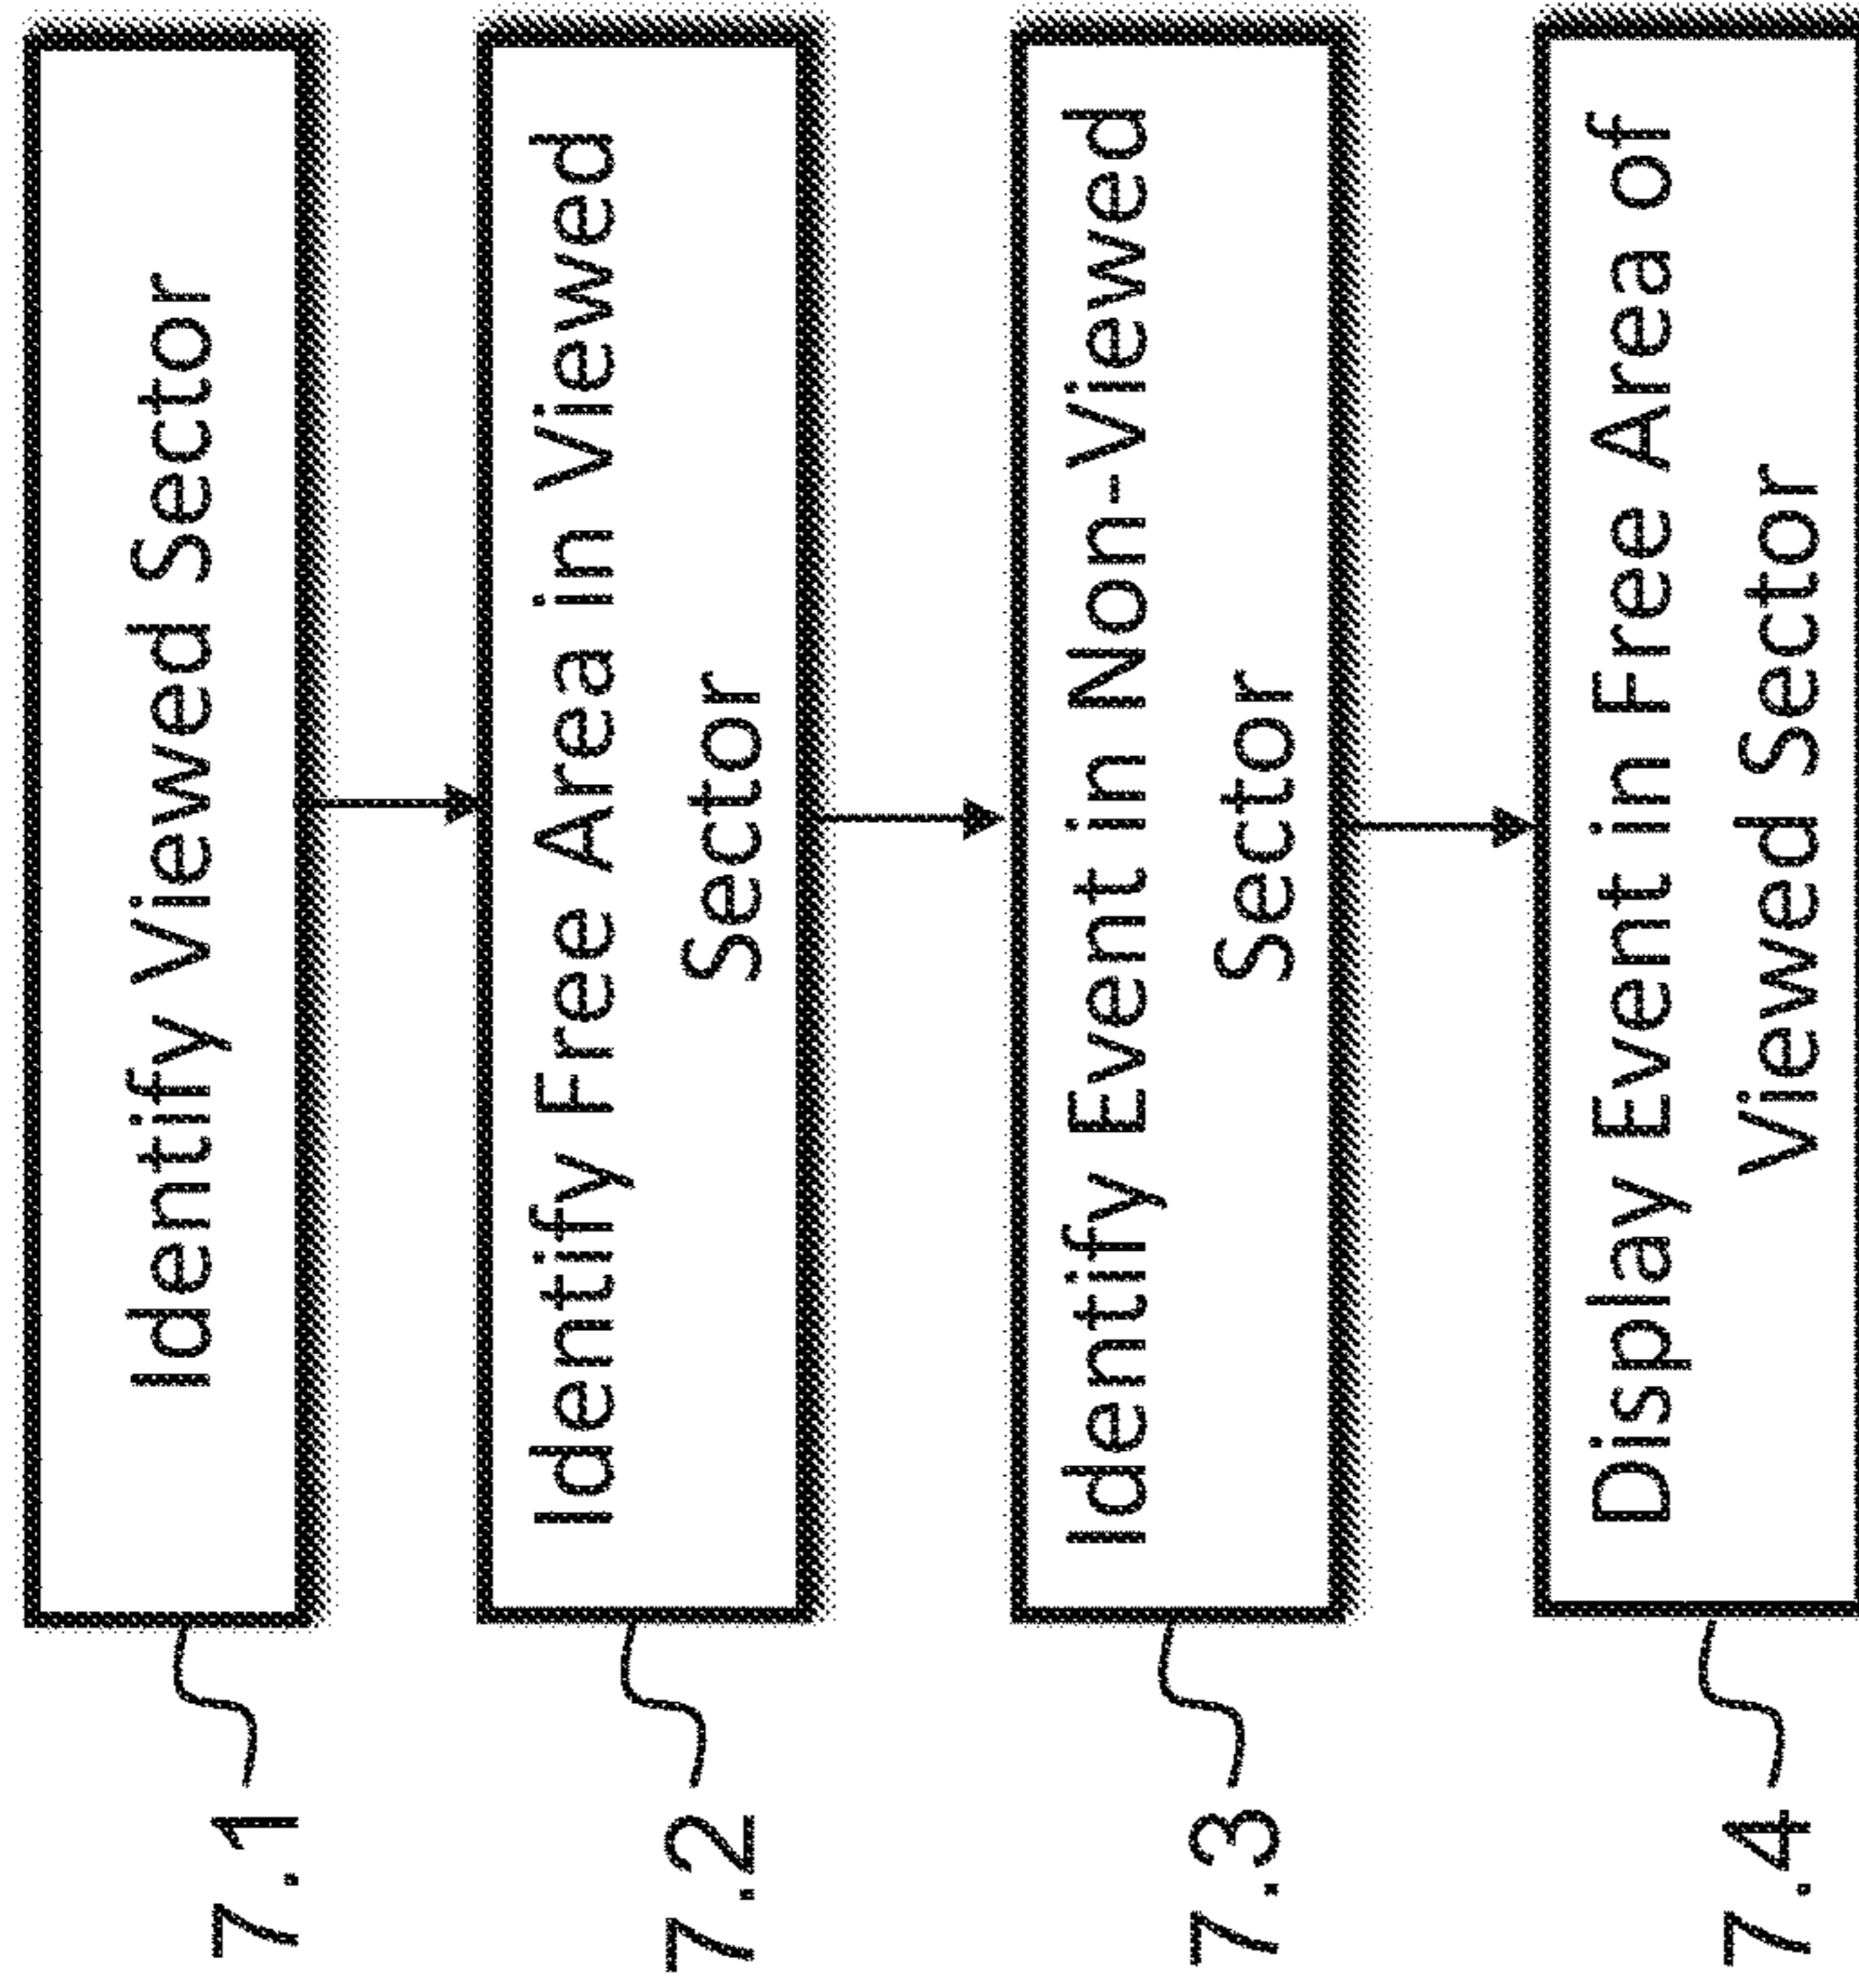 7.1
Identify Viewed Sector
7.2
Identify Free Area in Viewed
Sector
7.3
Identify Event in Non-Viewed
Sector
7.4
Display Event in Free Area of
Viewed Sector